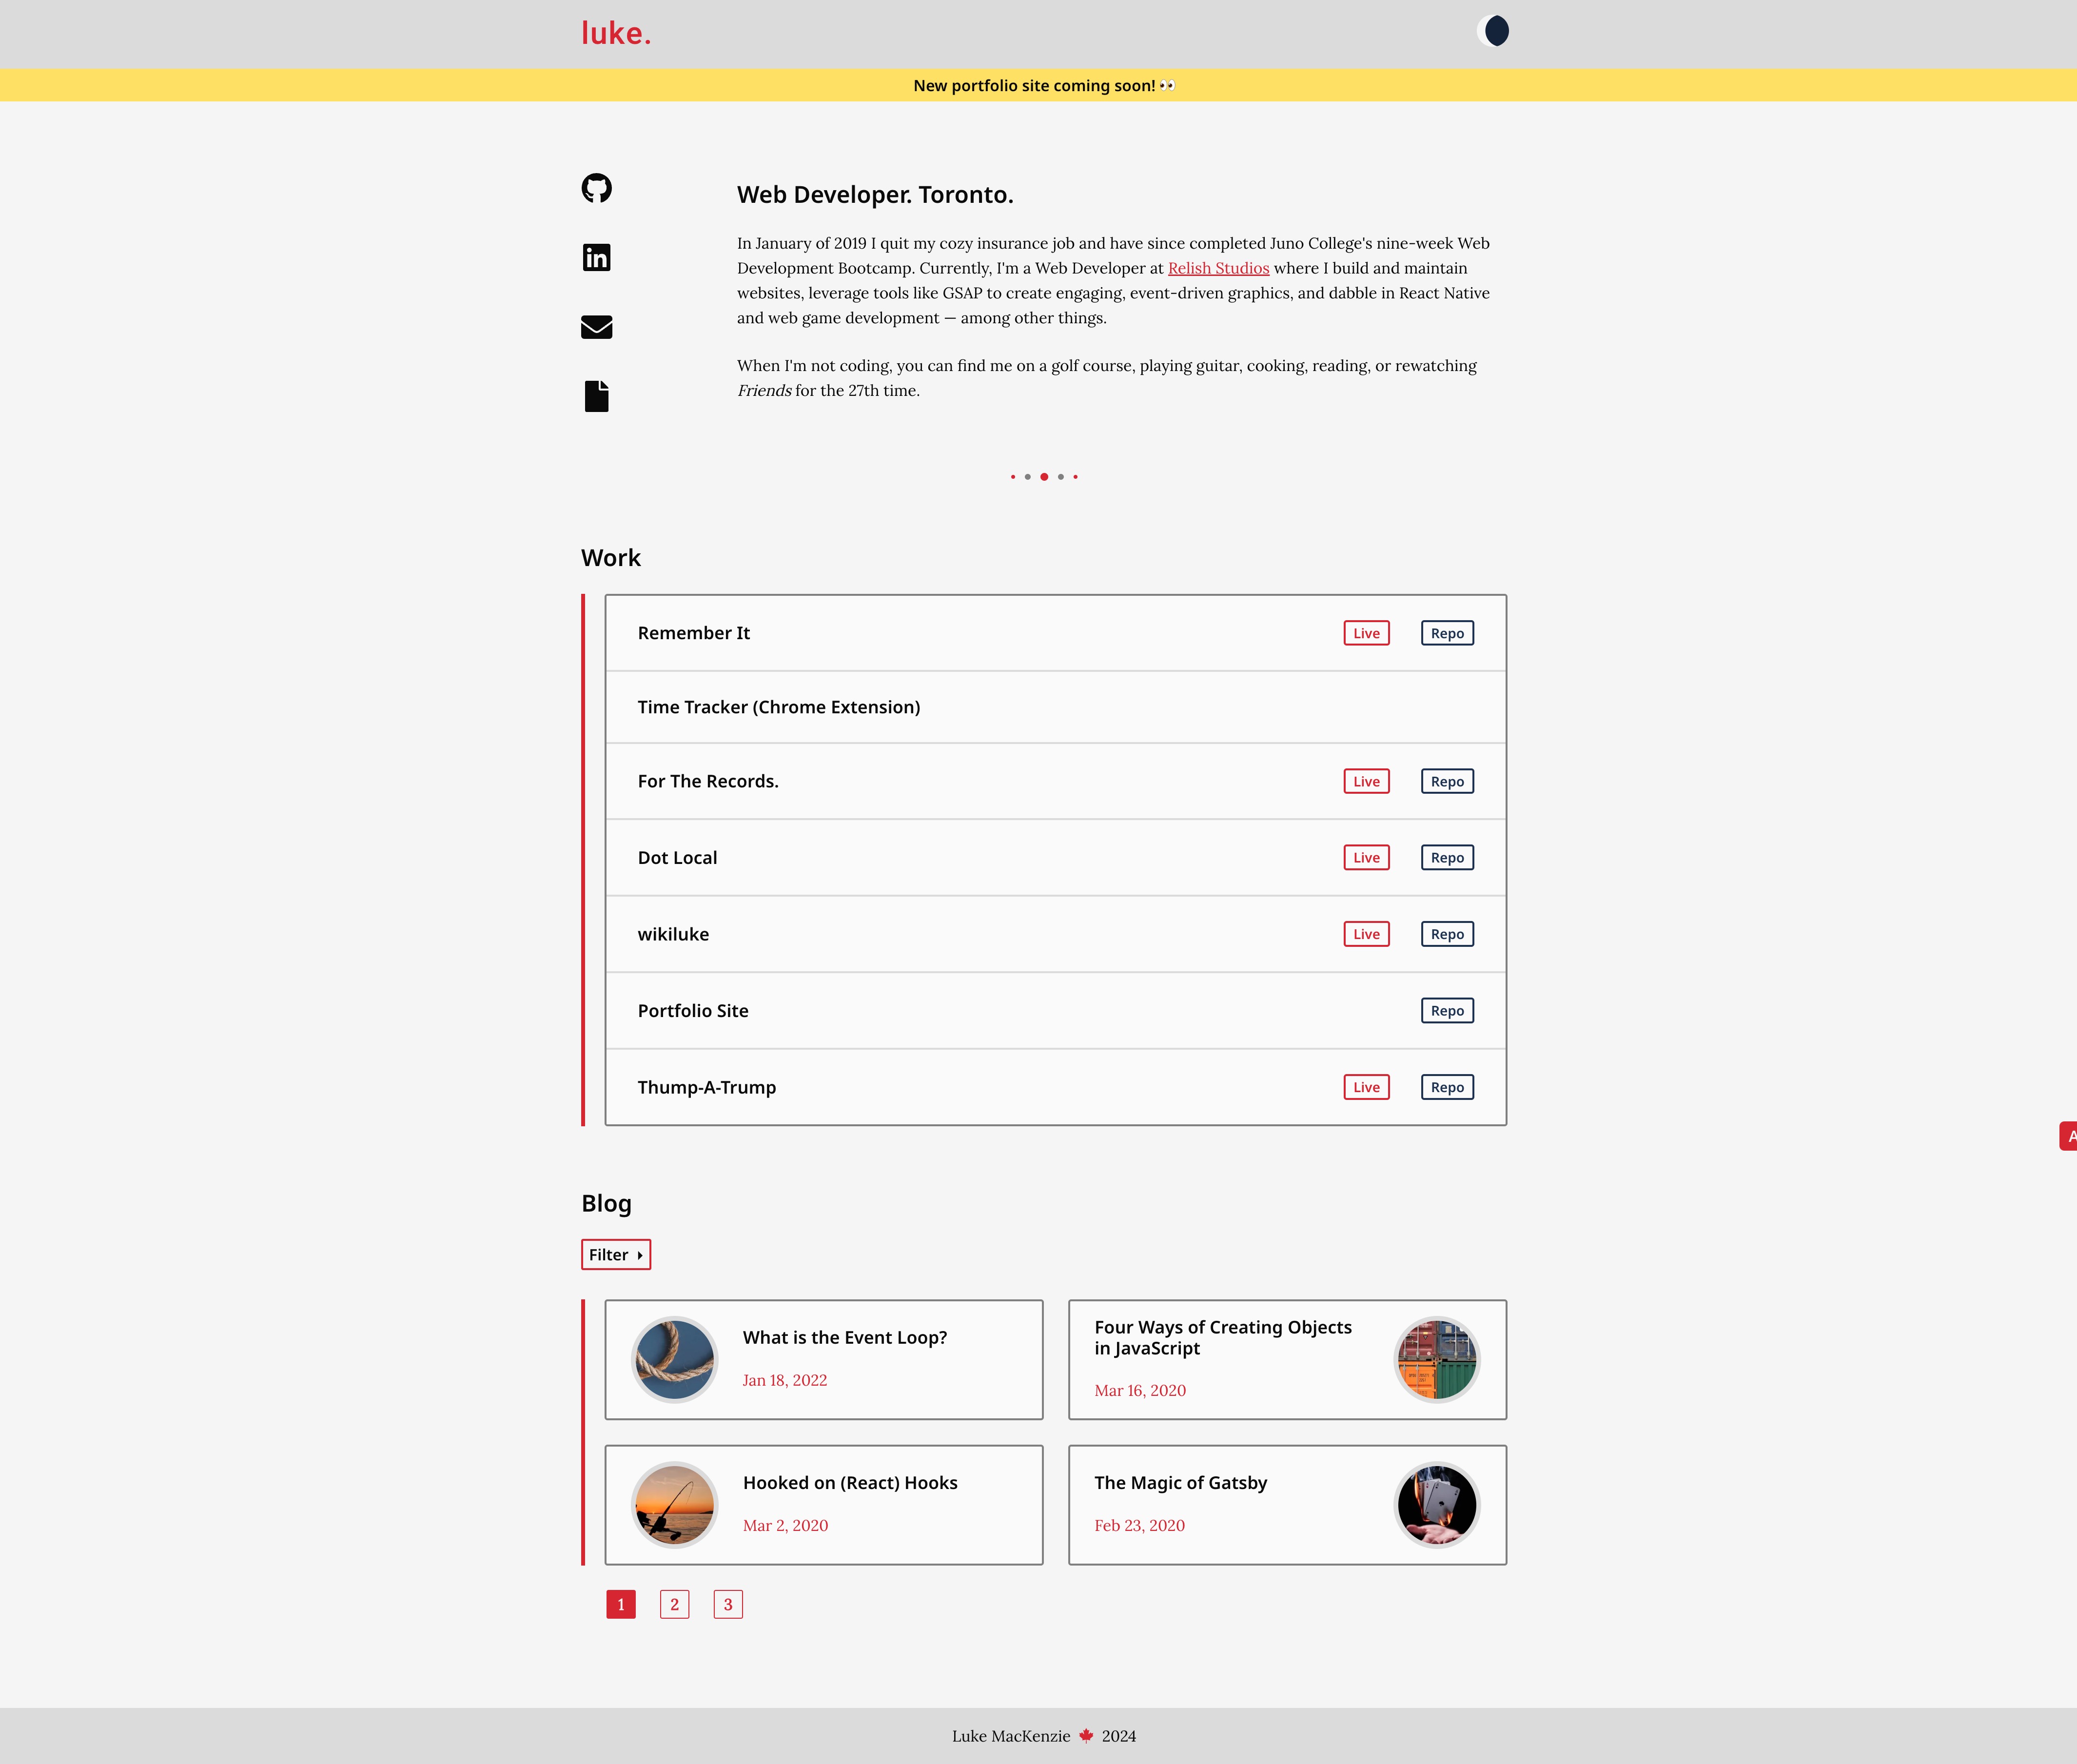 luke.
New portfolio site coming soon! 👀
Web Developer. Toronto.
In January of 2019 I quit my cozy insurance job and have since completed Juno College's nine-week Web
Development Bootcamp. Currently, I'm a Web Developer at Relish Studios where I build and maintain
websites, leverage tools like GSAP to create engaging, event-driven graphics, and dabble in React Native
and web game development — among other things.
When I'm not coding, you can find me on a golf course, playing guitar, cooking, reading, or rewatching
Friends for the 27th time.
Work
Remember It Live Repo
Time Tracker (Chrome Extension)
For The Records. Live Repo
Dot Local Live Repo
wikiluke Live Repo
Portfolio Site Repo
Thump-A-Trump Live Repo
A
Blog
Filter
What is the Event Loop?
Jan 18, 2022
Four Ways of Creating Objects
in JavaScript
Mar 16, 2020
Hooked on (React) Hooks
Mar 2, 2020
The Magic of Gatsby
Feb 23, 2020
1 2 3
Luke MacKenzie 🍁 2024